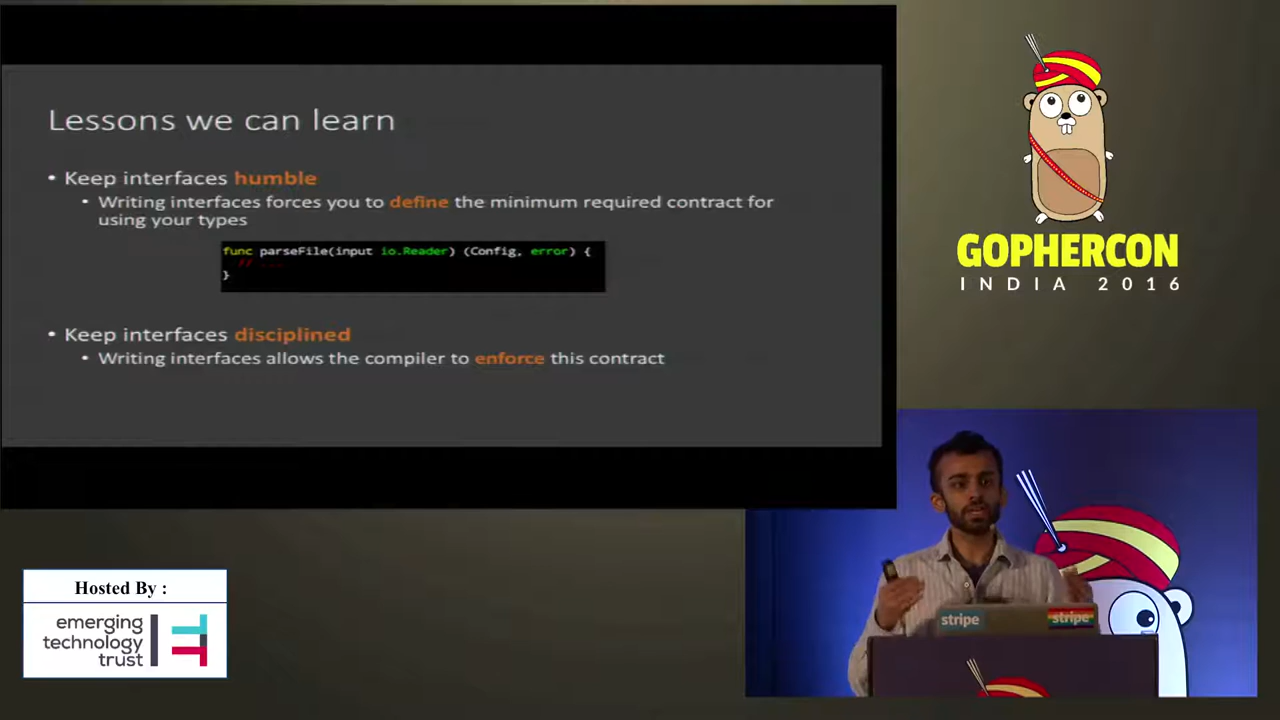 Lessons we can learn
• Keep interfaces humble
• Writing interfaces forces you to define the minimum required contract for
using your types
func parseFile(input io.Reader) (Config, error) {
// ...
}
• Keep interfaces disciplined
• Writing interfaces allows the compiler to enforce this contract
GOPHERCON
INDIA 2016
Hosted By :
emerging
technology
trust
stripe
stripe